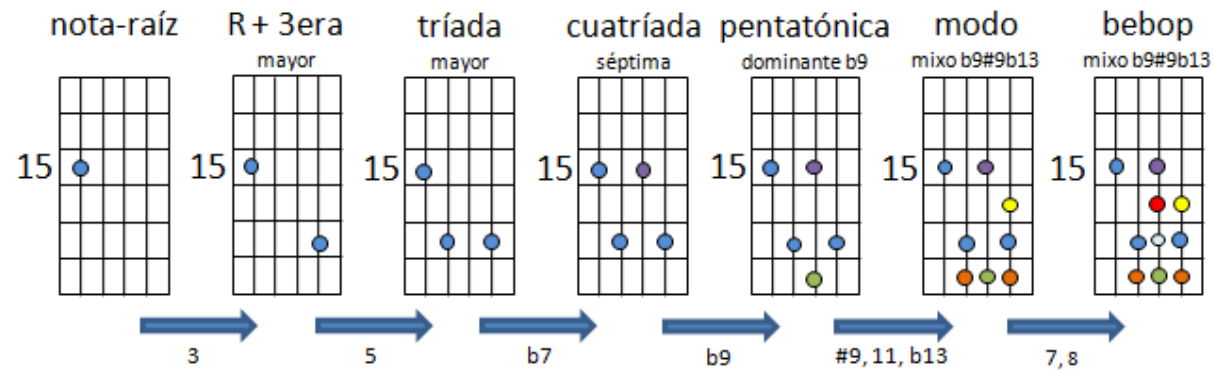 nota-raíz
R + 3era
mayor
tríada
mayor
cuatríada
séptima
pentatónica
dominante b9
modo
mixo b9#9b13
bebop
mixo b9#9b13
15
15
15
15
15
15
15
3
5
b7
b9
#9, 11, b13
7, 8